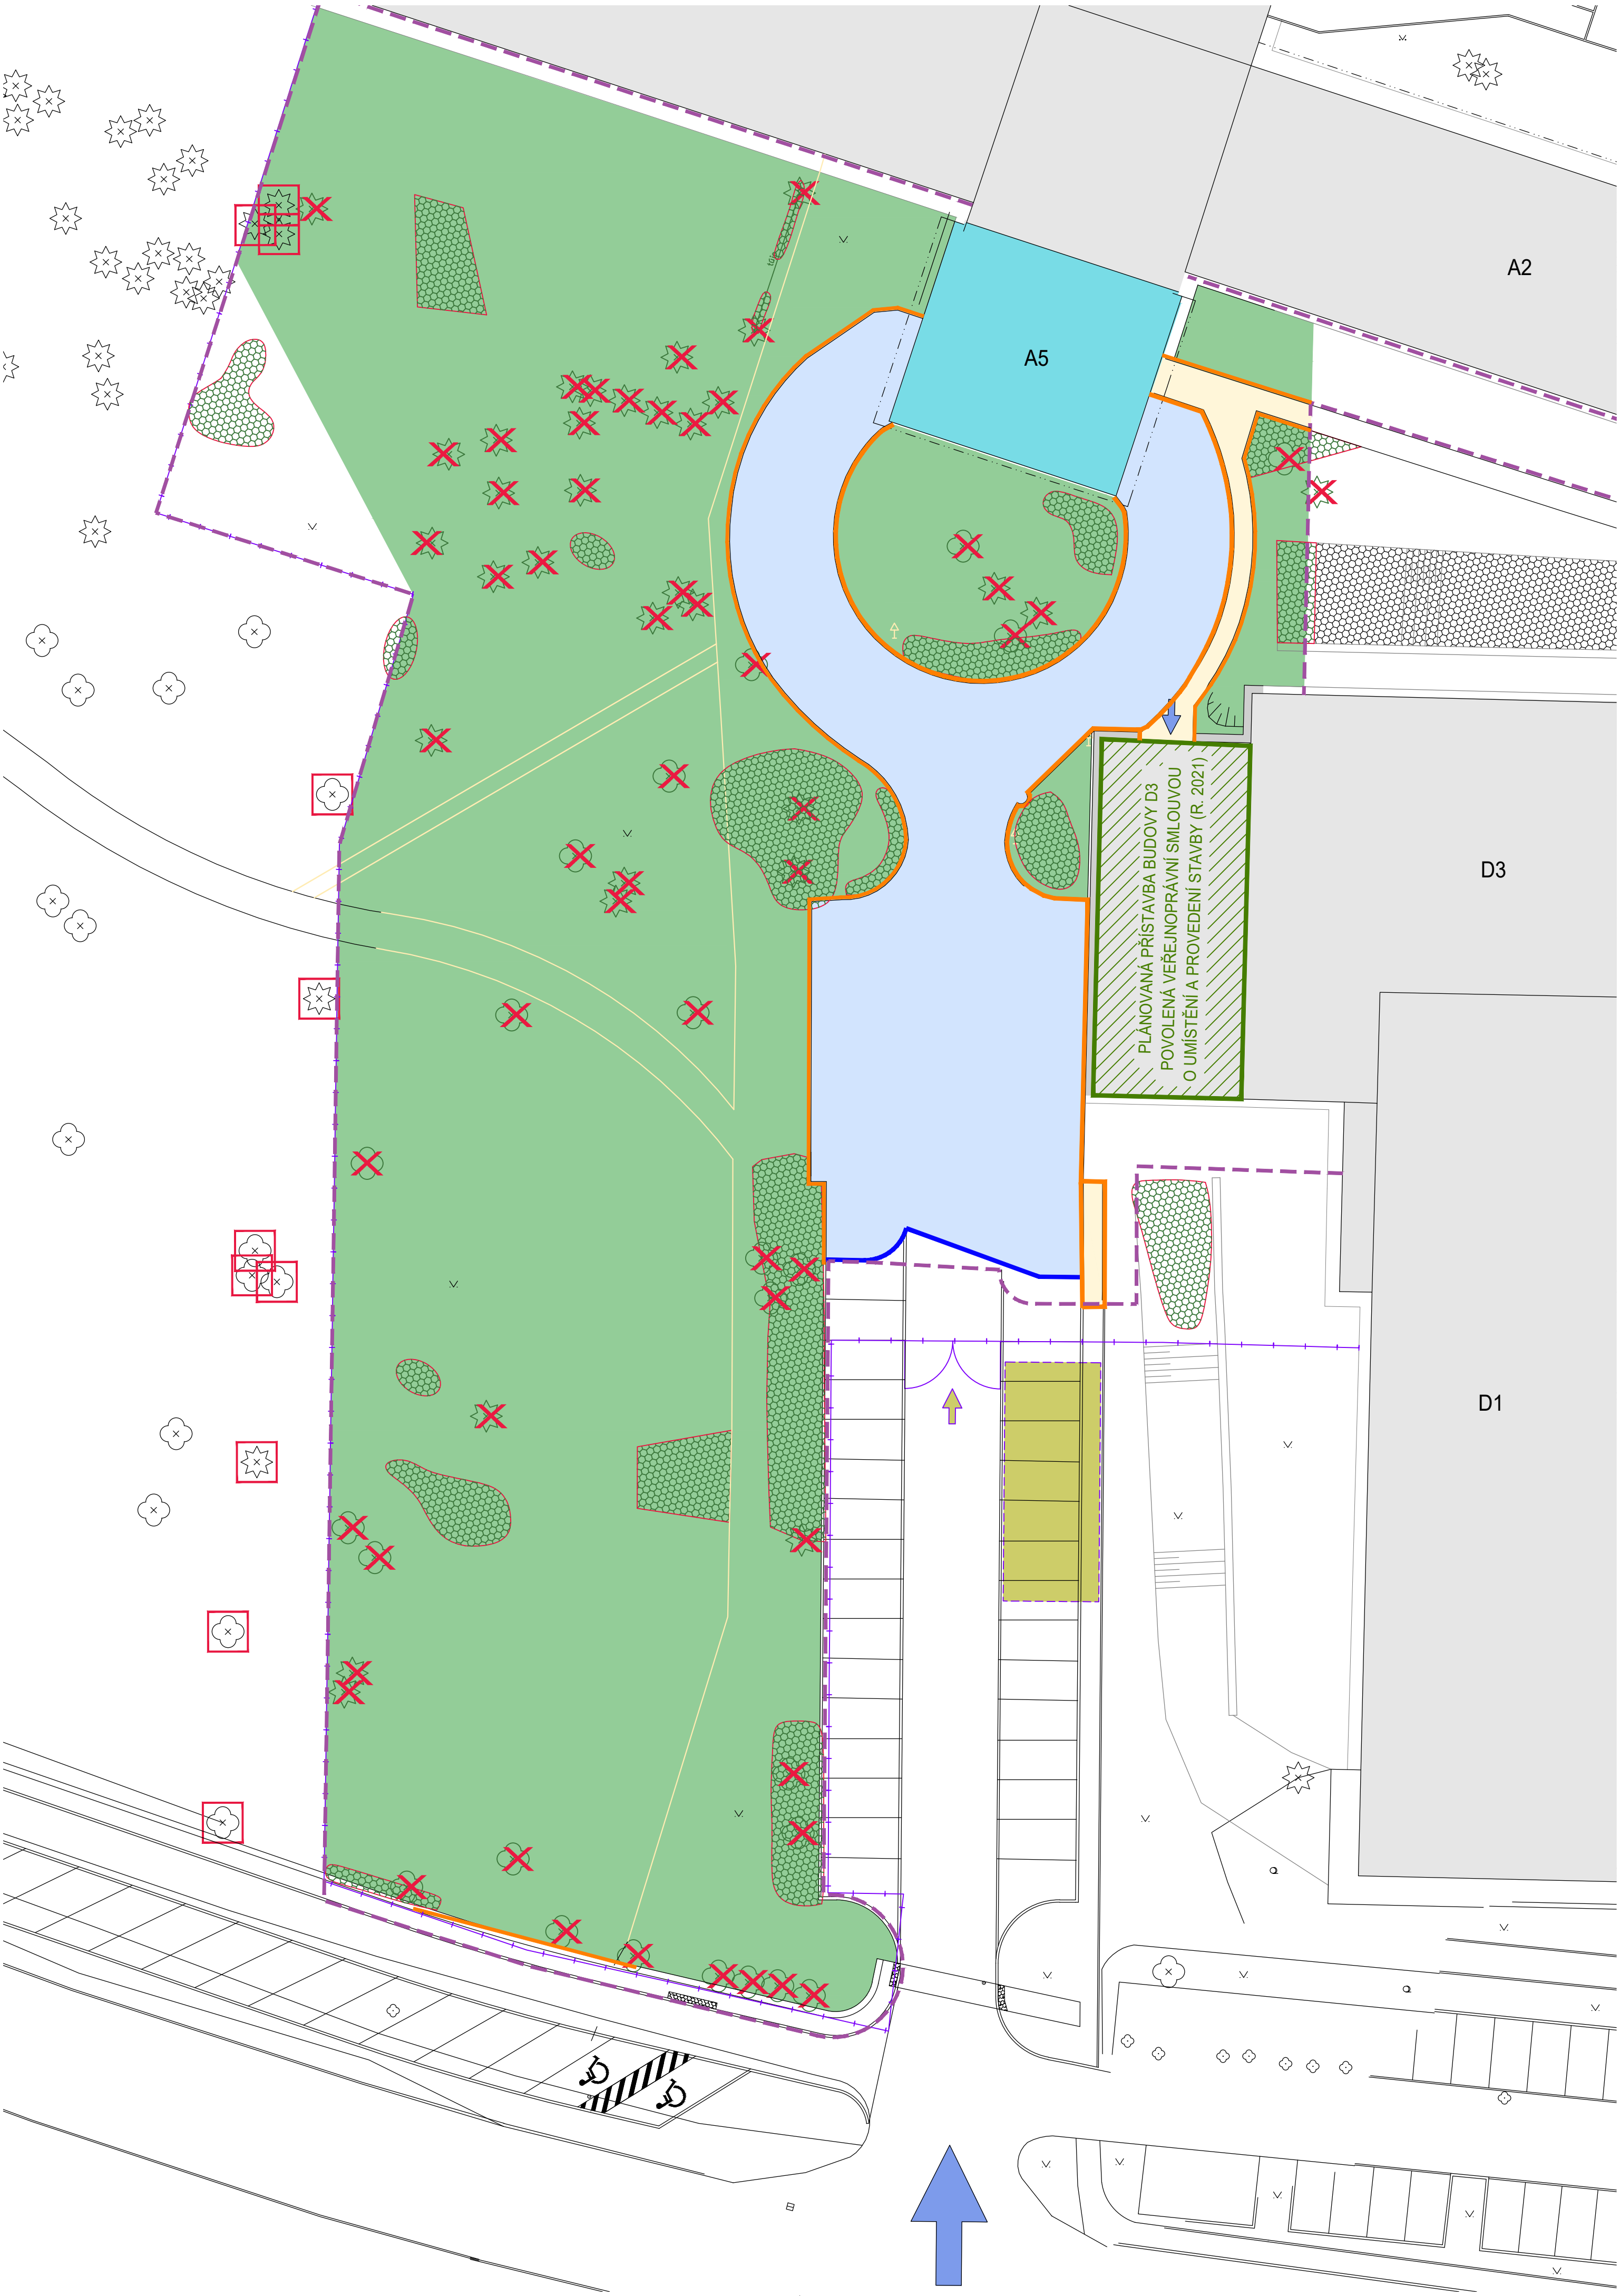 A2
A5
D3
PLÁNOVANÁ PŘÍSTAVBA BUDOVY D3
POVOLENÁ VEŘEJNOPRÁVNÍ SMLOUVOU
O UMÍSTĚNÍ A PROVEDENÍ STAVBY (R. 2021)
D1